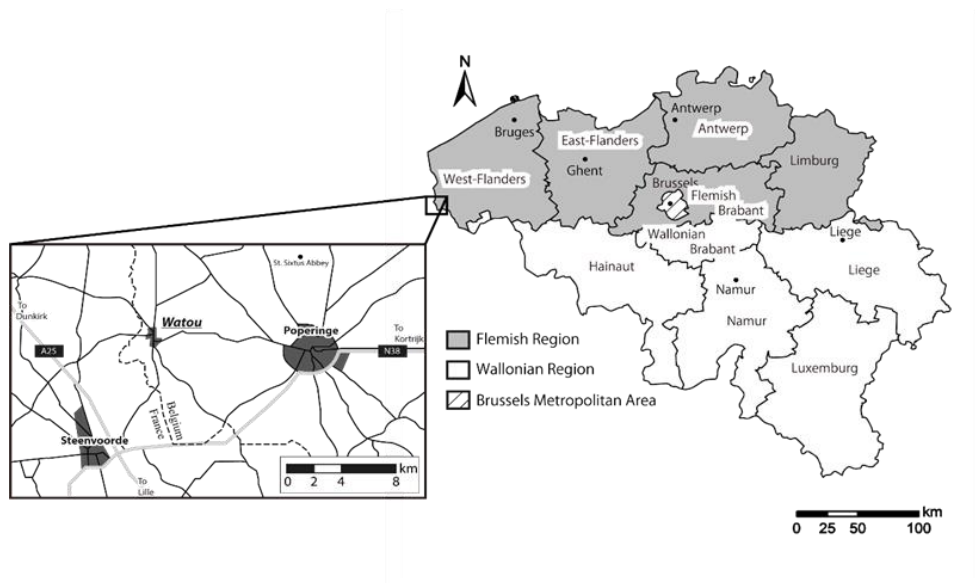 N
Antwerp
Antwerp
Bruges
East-Flanders
Limburg
Ghent
West-Flanders
Brussels
Flemish
Brabant
Wallonian
Brabant
Liege
Hainaut
Liege
Namur
Namur
Luxemburg
St. Sixtus Abbey
To
Dunkirk
Watou
Poperinge
To
Kortrijk
A25
N38
Belgium
France
Steenvoorde
To
Lille
km
0 2 4 8
Flemish Region
Wallonian Region
Brussels Metropolitan Area
km
0 25 50 100